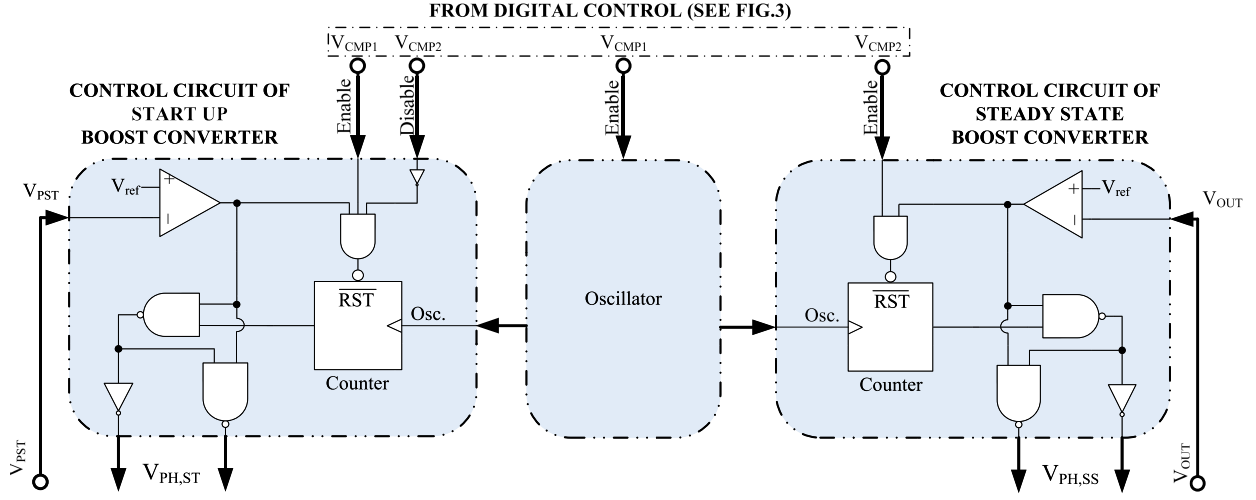 FROM DIGITAL CONTROL (SEE FIG.3)
VCMP1 VCMP2 VCMP1 VCMP2
Enable
Disable
Enable
Enable
CONTROL CIRCUIT OF
START UP
BOOST CONVERTER
CONTROL CIRCUIT OF
STEADY STATE
BOOST CONVERTER
VPST
Vref
+
−
RST
Osc.
Counter
Oscillator
Osc.
RST
Counter
+
−
Vref
VOUT
VPST
VPH,ST
VPH,SS
VOUT